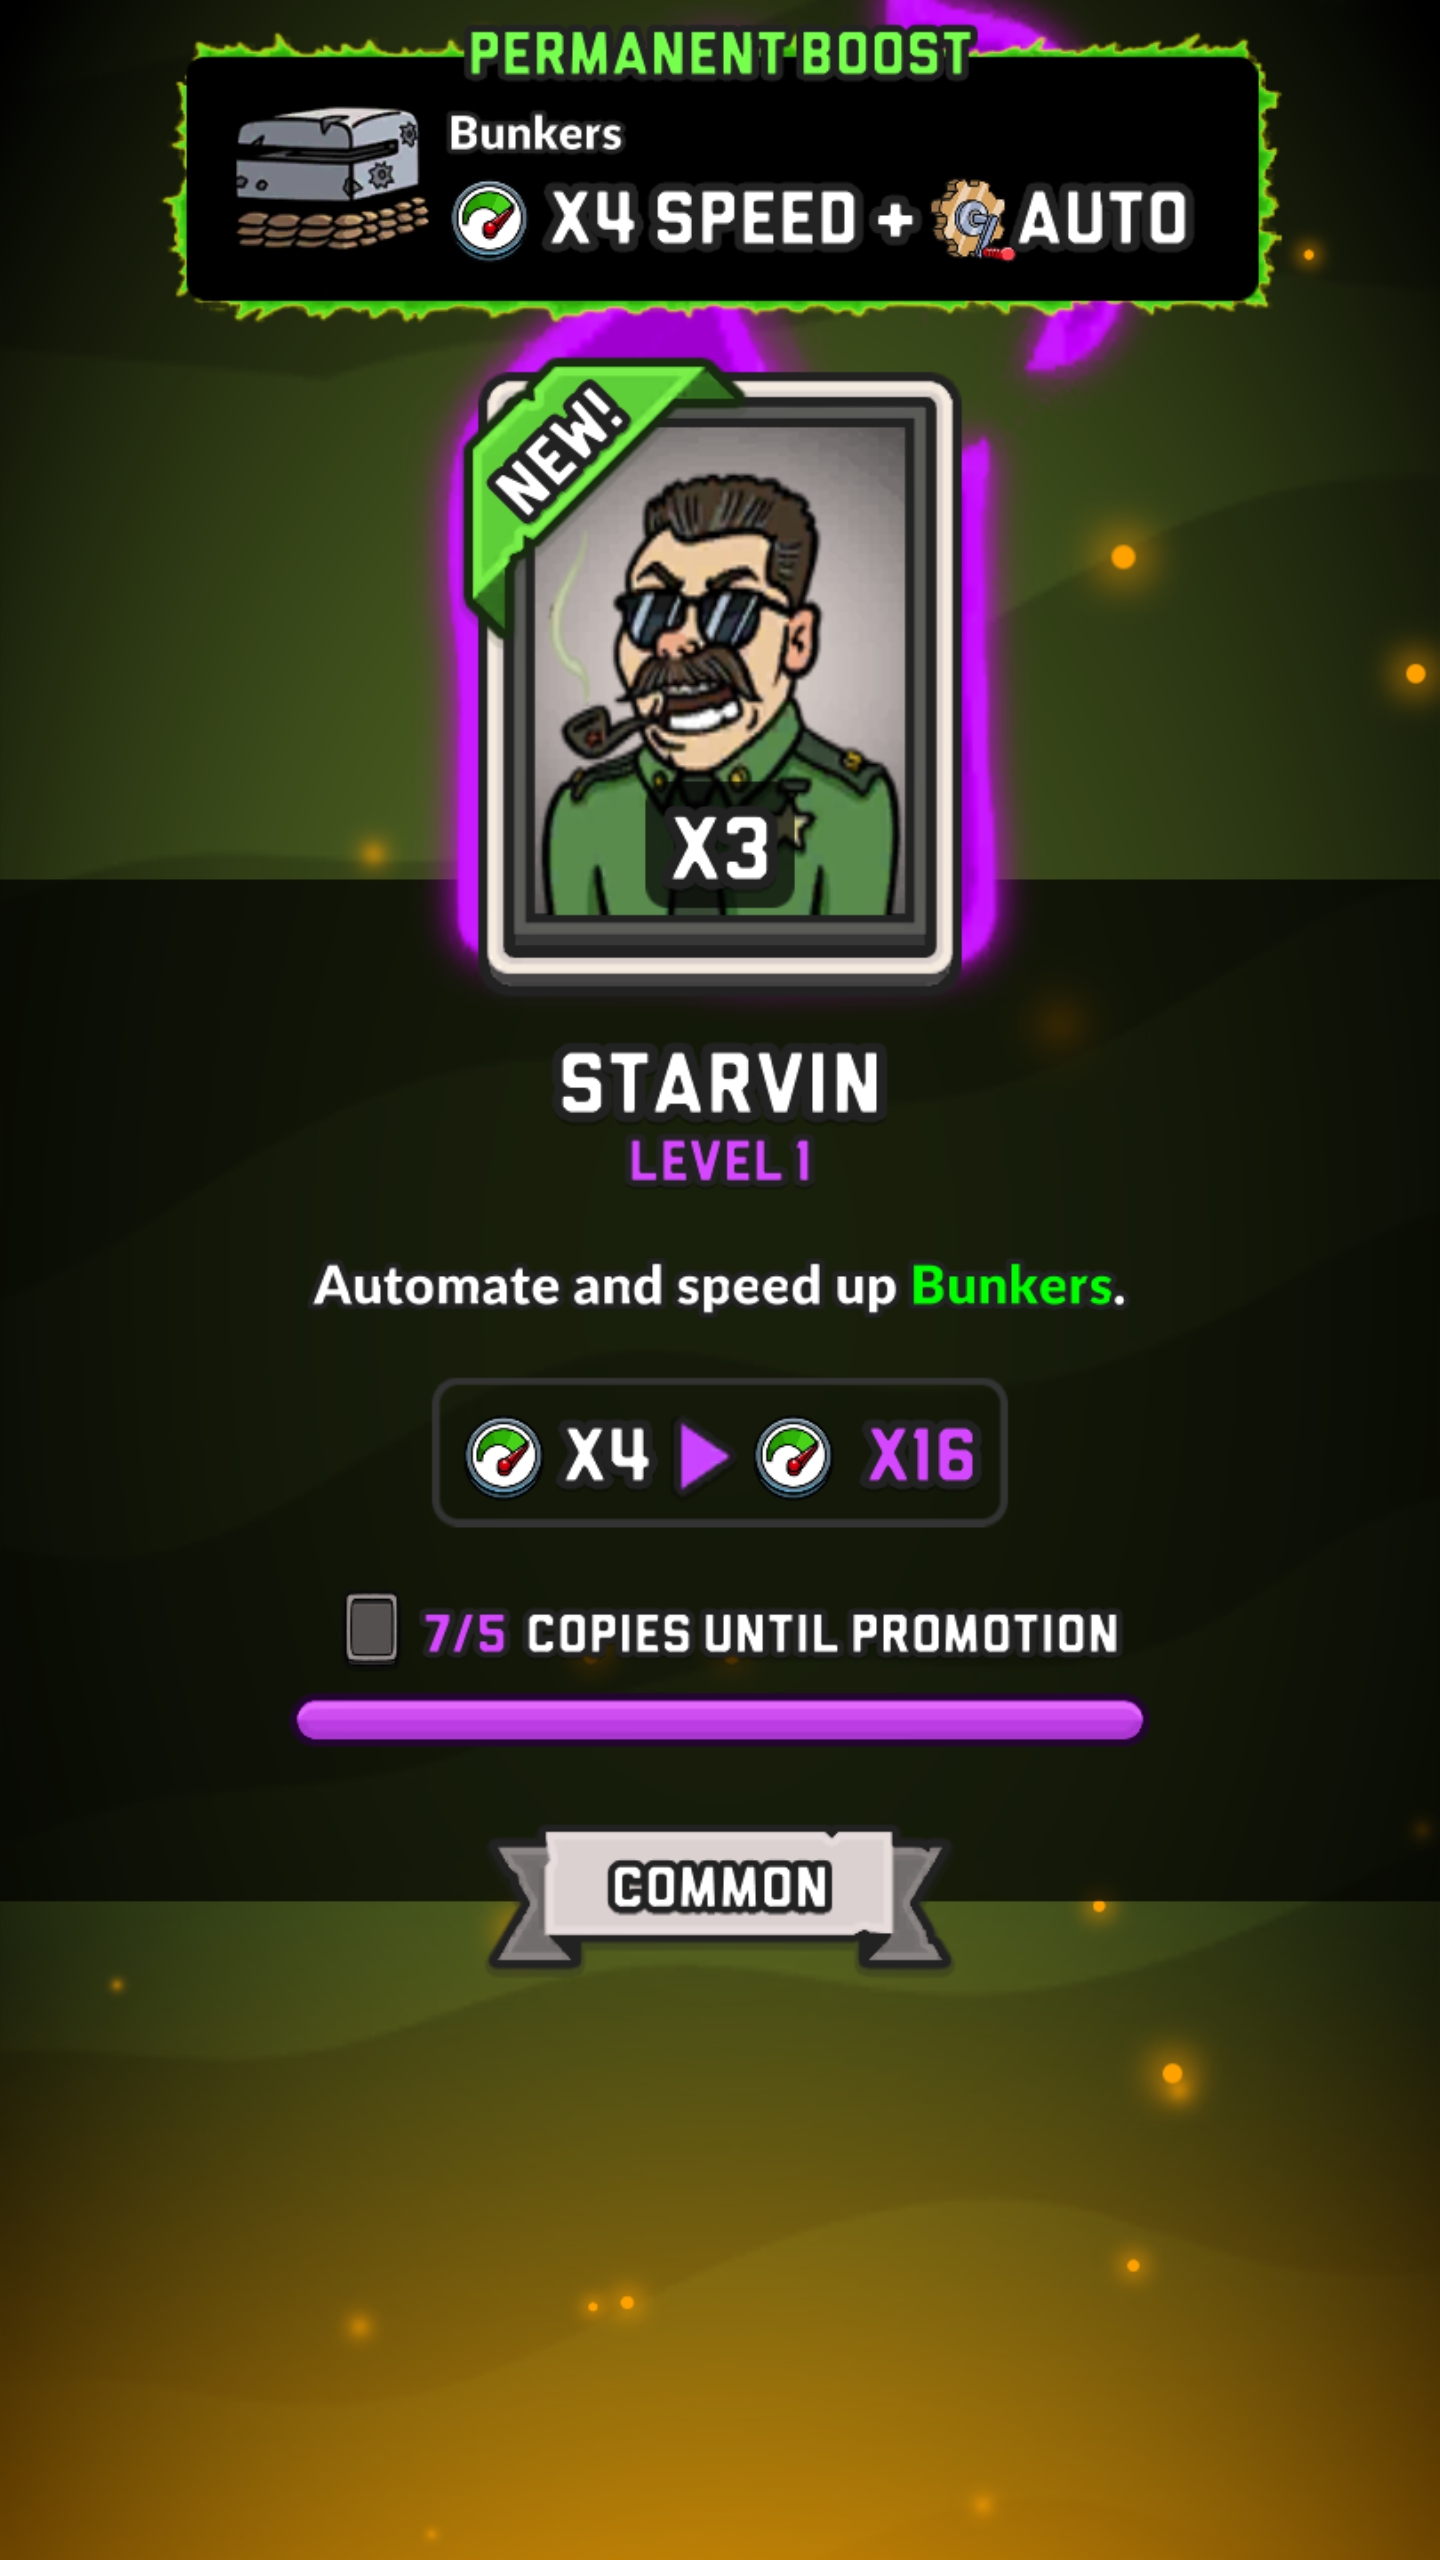 PERMANENT BOOST
Bunkers
X4 SPEED + AUTO
NEW!
X3
STARVIN
LEVEL 1
Automate and speed up Bunkers.
X4 X16
7/5 COPIES UNTIL PROMOTION
COMMON